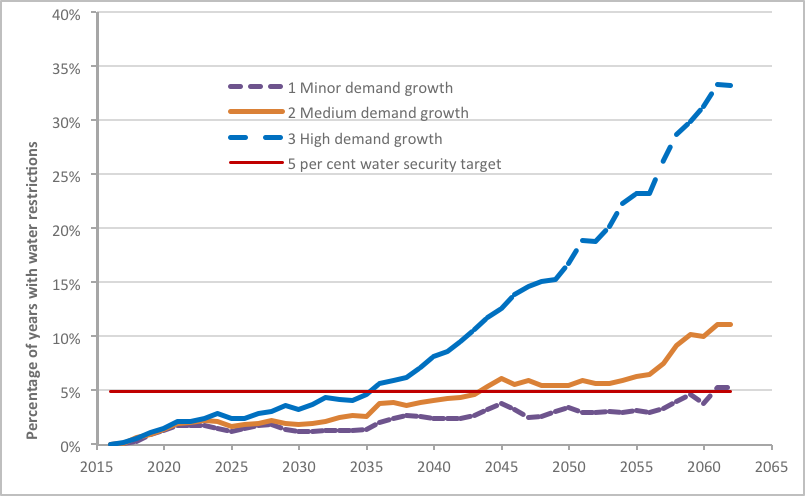 40%
35%
30%
25%
20%
15%
10%
5%
0%
Percentage of years with water restrictions
1 Minor demand growth
2 Medium demand growth
3 High demand growth
5 per cent water security target
2015 2020 2025 2030 2035 2040 2045 2050 2055 2060 2065